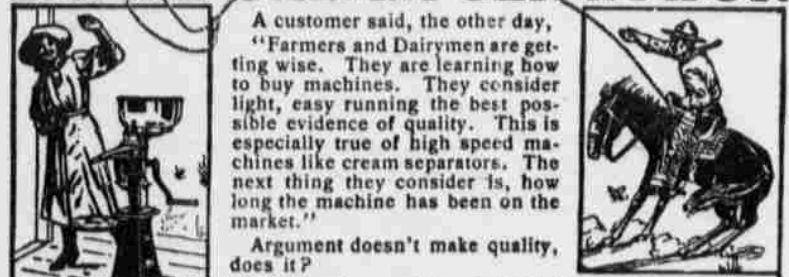 A customer said, the other day,
"Farmers and Dairymen are get-
ting wise. They are learning how
to buy machines. They consider
light, easy running the best pos-
sible evidence of quality. This is
especially true of high speed ma-
chines like cream separators. The
next thing they consider is, how
long the machine has been on the
market."
Argument doesn't make quality,
does it?